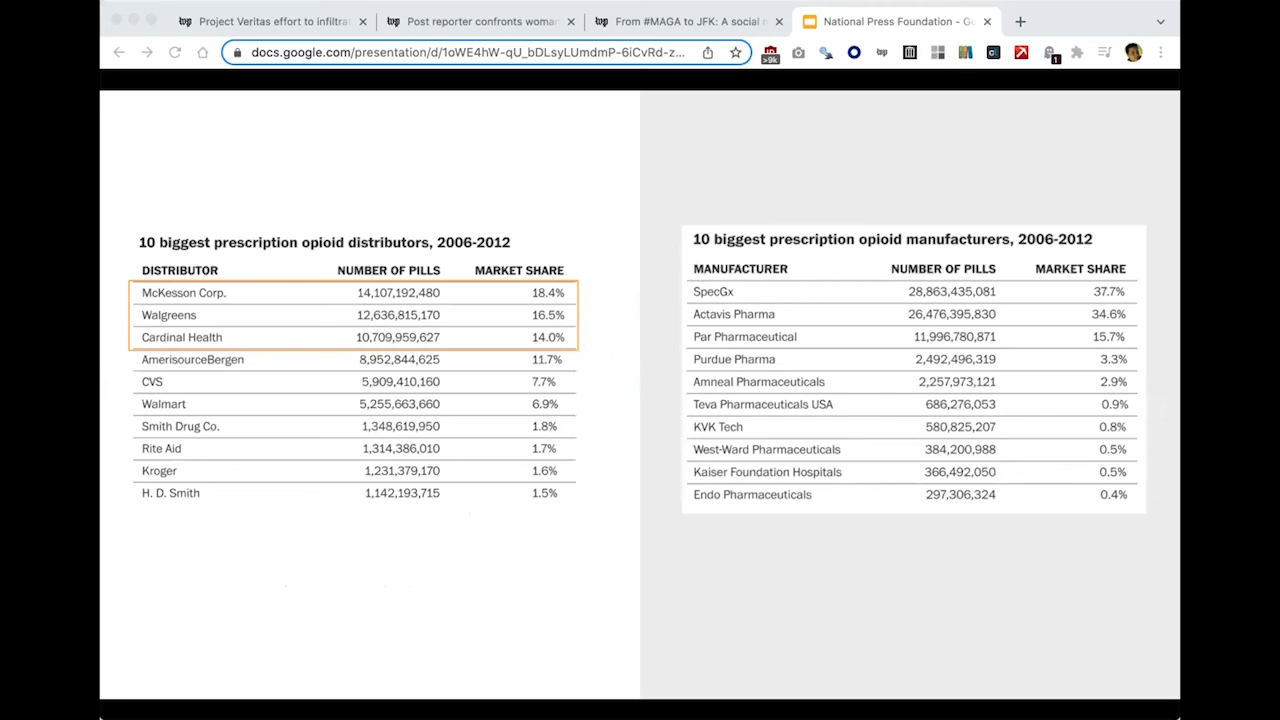 Project Veritas effort to infiltra
Post reporter confronts woman
From #MAGA to JFK: A social
National Press Foundation - Go
docs.google.com/presentation/d/1oWE4hW-qU_bDLsyLUmdmP-6iCvRd-z...
>9k
1
10 biggest prescription opioid distributors, 2006-2012
DISTRIBUTOR NUMBER OF PILLS MARKET SHARE
McKesson Corp. 14,107,192,480 18.4%
Walgreens 12,636,815,170 16.5%
Cardinal Health 10,709,959,627 14.0%
AmerisourceBergen 8,952,844,625 11.7%
CVS 5,909,410,160 7.7%
Walmart 5,255,663,660 6.9%
Smith Drug Co. 1,348,619,950 1.8%
Rite Aid 1,314,386,010 1.7%
Kroger 1,231,379,170 1.6%
H. D. Smith 1,142,193,715 1.5%
10 biggest prescription opioid manufacturers, 2006-2012
MANUFACTURER NUMBER OF PILLS MARKET SHARE
SpecGx 28,863,435,081 37.7%
Actavis Pharma 26,476,395,830 34.6%
Par Pharmaceutical 11,996,780,871 15.7%
Purdue Pharma 2,492,496,319 3.3%
Amneal Pharmaceuticals 2,257,973,121 2.9%
Teva Pharmaceuticals USA 686,276,053 0.9%
KVK Tech 580,825,207 0.8%
West-Ward Pharmaceuticals 384,200,988 0.5%
Kaiser Foundation Hospitals 366,492,050 0.5%
Endo Pharmaceuticals 297,306,324 0.4%